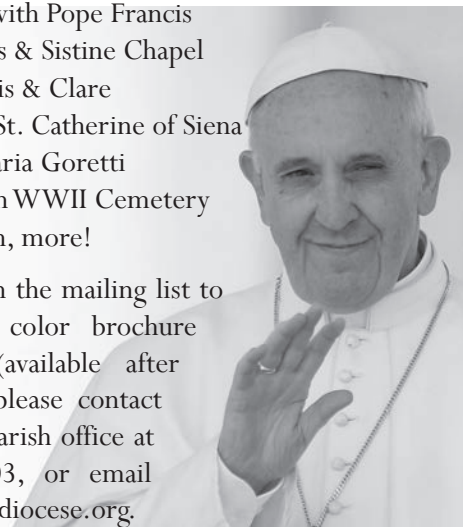 with Pope Francis
s & Sistine Chapel
is & Clare
St. Catherine of Siena
aria Goretti
n WWII Cemetery
n, more!
n the mailing list to
color brochure
(available after
please contact
arish office at
03, or email
diocese.org.